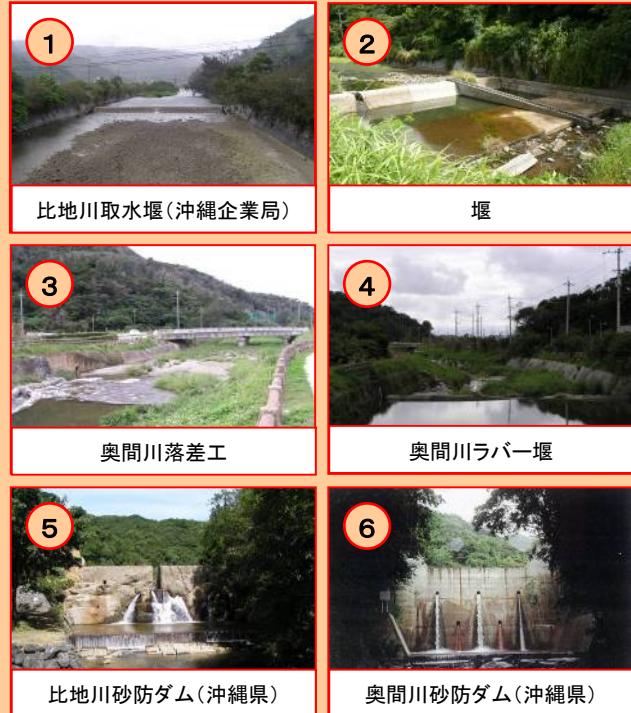 1
比地川取水堰(沖縄企業局)
2
堰
3
奥間川落差工
4
奥間川ラバー堰
5
比地川砂防ダム(沖縄県)
6
奥間川砂防ダム(沖縄県)